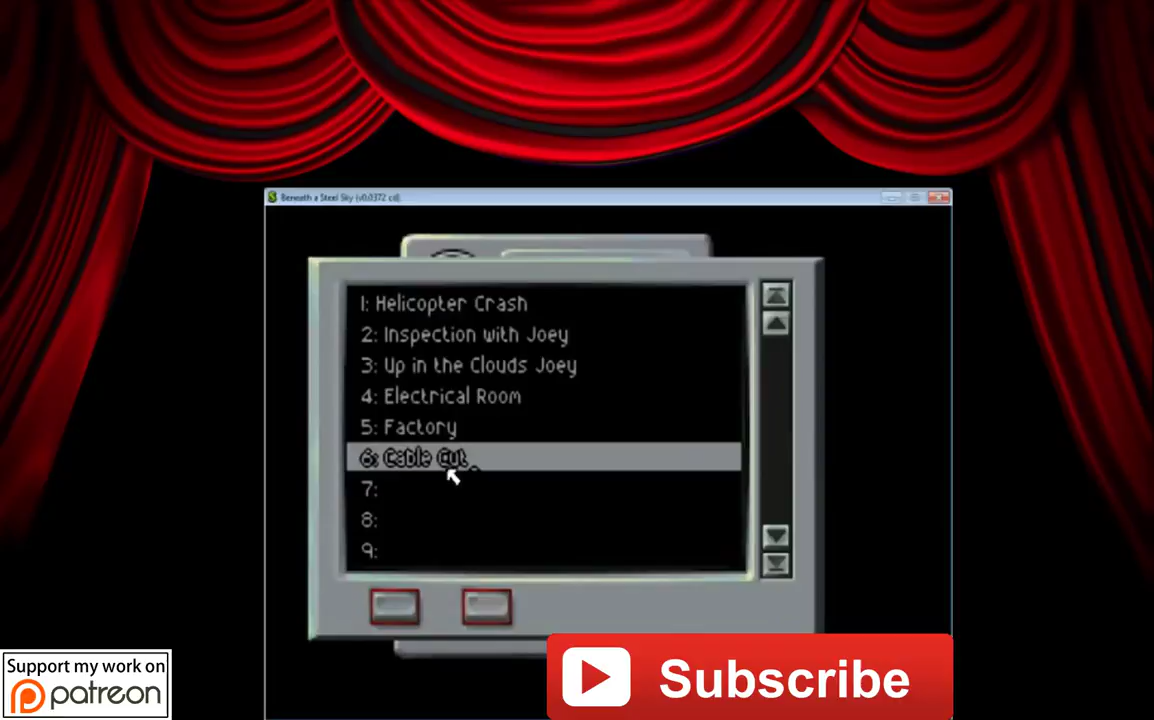 Beneath a Steel Sky (v0.0372 cd)
1: Helicopter Crash
2: Inspection with Joey
3: Up in the Clouds Joey
4: Electrical Room
5: Factory
6: Cable Cut_
7:
8:
9:
Support my work on
patreon
Subscribe